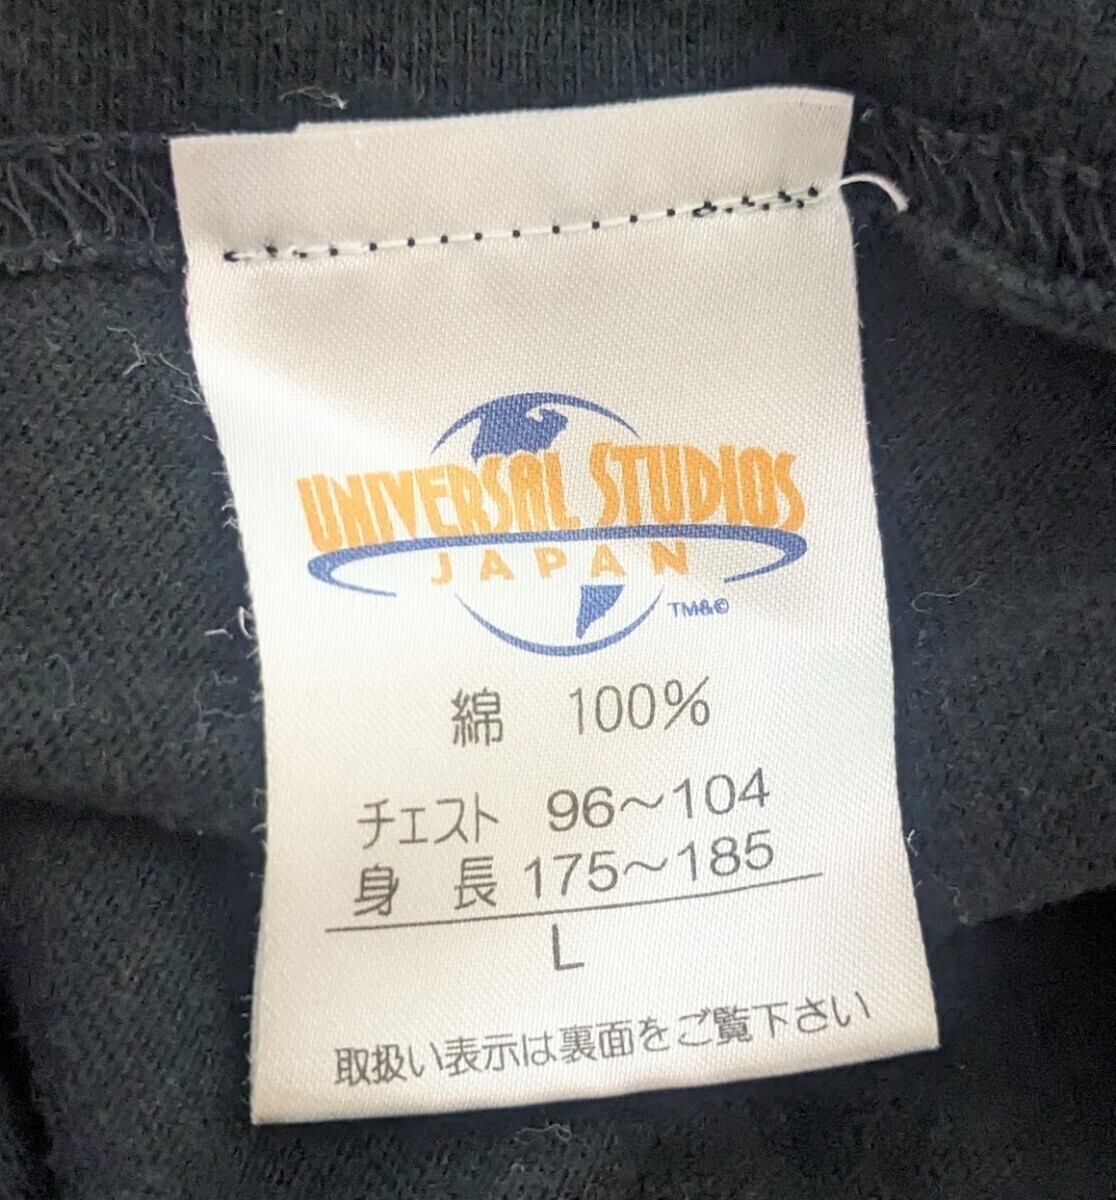 UNIVERSAL STUDIOS
JAPAN
TM&©
綿 100%
チェスト 96～104
身 長 175～185
L
取扱い表示は裏面をご覧下さい